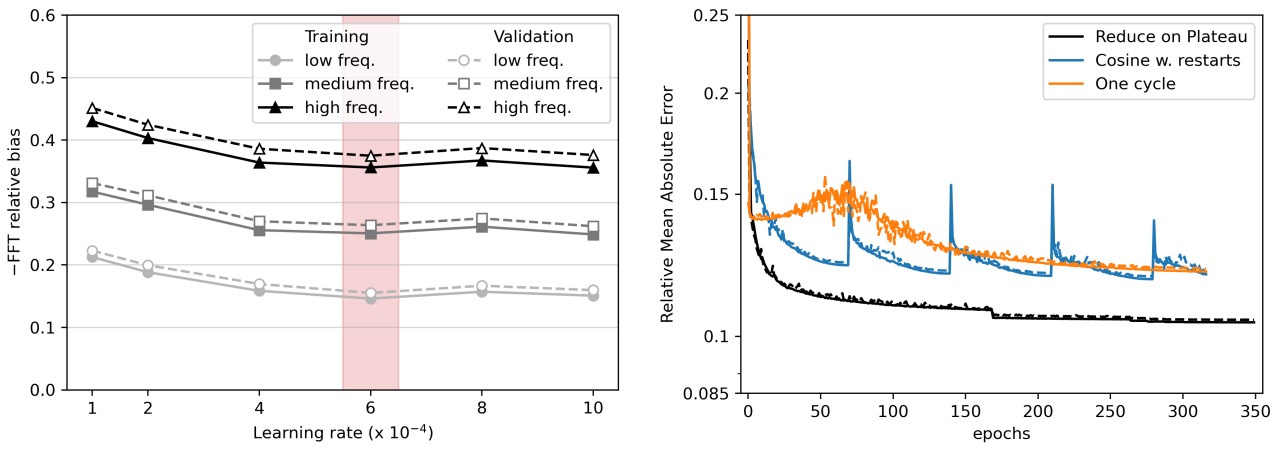 0.6
0.5
0.4
0.3
0.2
0.1
0.0
−FFT relative bias
Training
low freq.
medium freq.
high freq.
Validation
low freq.
medium freq.
high freq.
1 2 4 6 8 10
Learning rate (x 10⁻⁴)
0.25
0.2
0.15
0.1
0.085
Relative Mean Absolute Error
Reduce on Plateau
Cosine w. restarts
One cycle
0 50 100 150 200 250 300 350
epochs